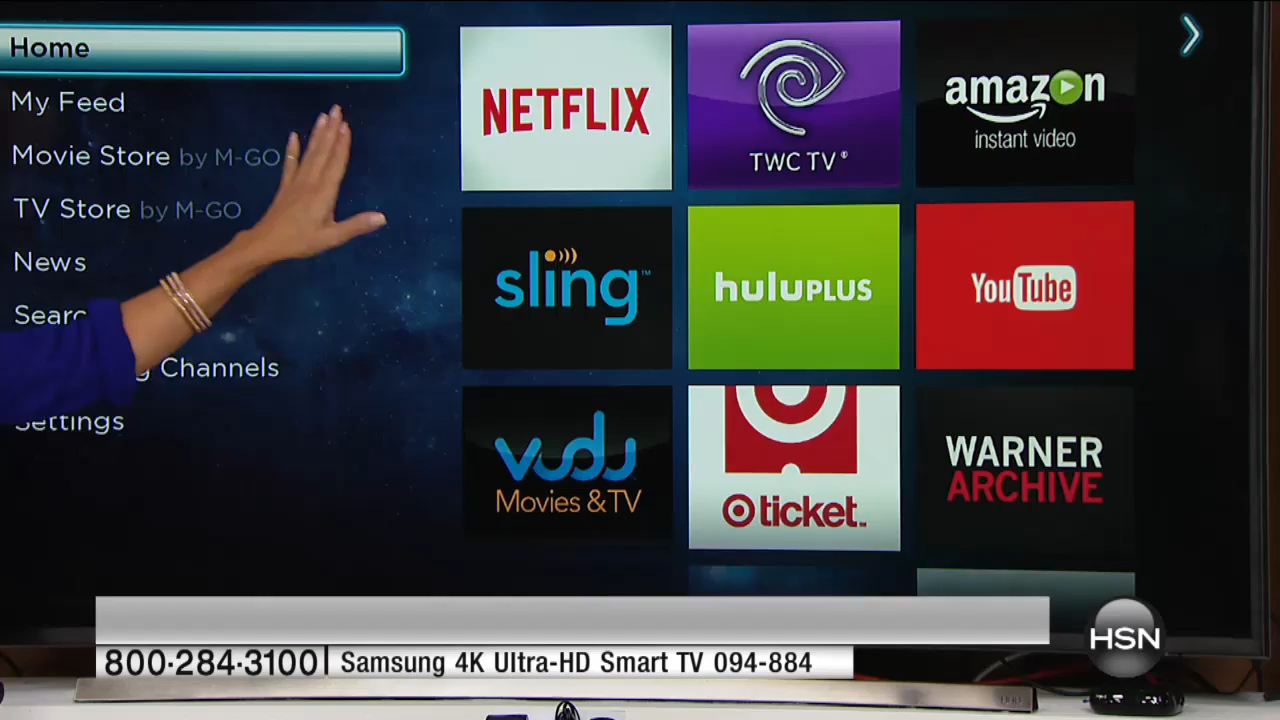 Home
My Feed
Movie Store by M-GO
TV Store by M-GO
News
Channels
Settings
NETFLIX
TWC TV
amazon
instant video
sling™
huluPLUS
YouTube
vudu
Movies & TV
ticket.
WARNER
ARCHIVE
HSN
800·284·3100 Samsung 4K Ultra-HD Smart TV 094-884